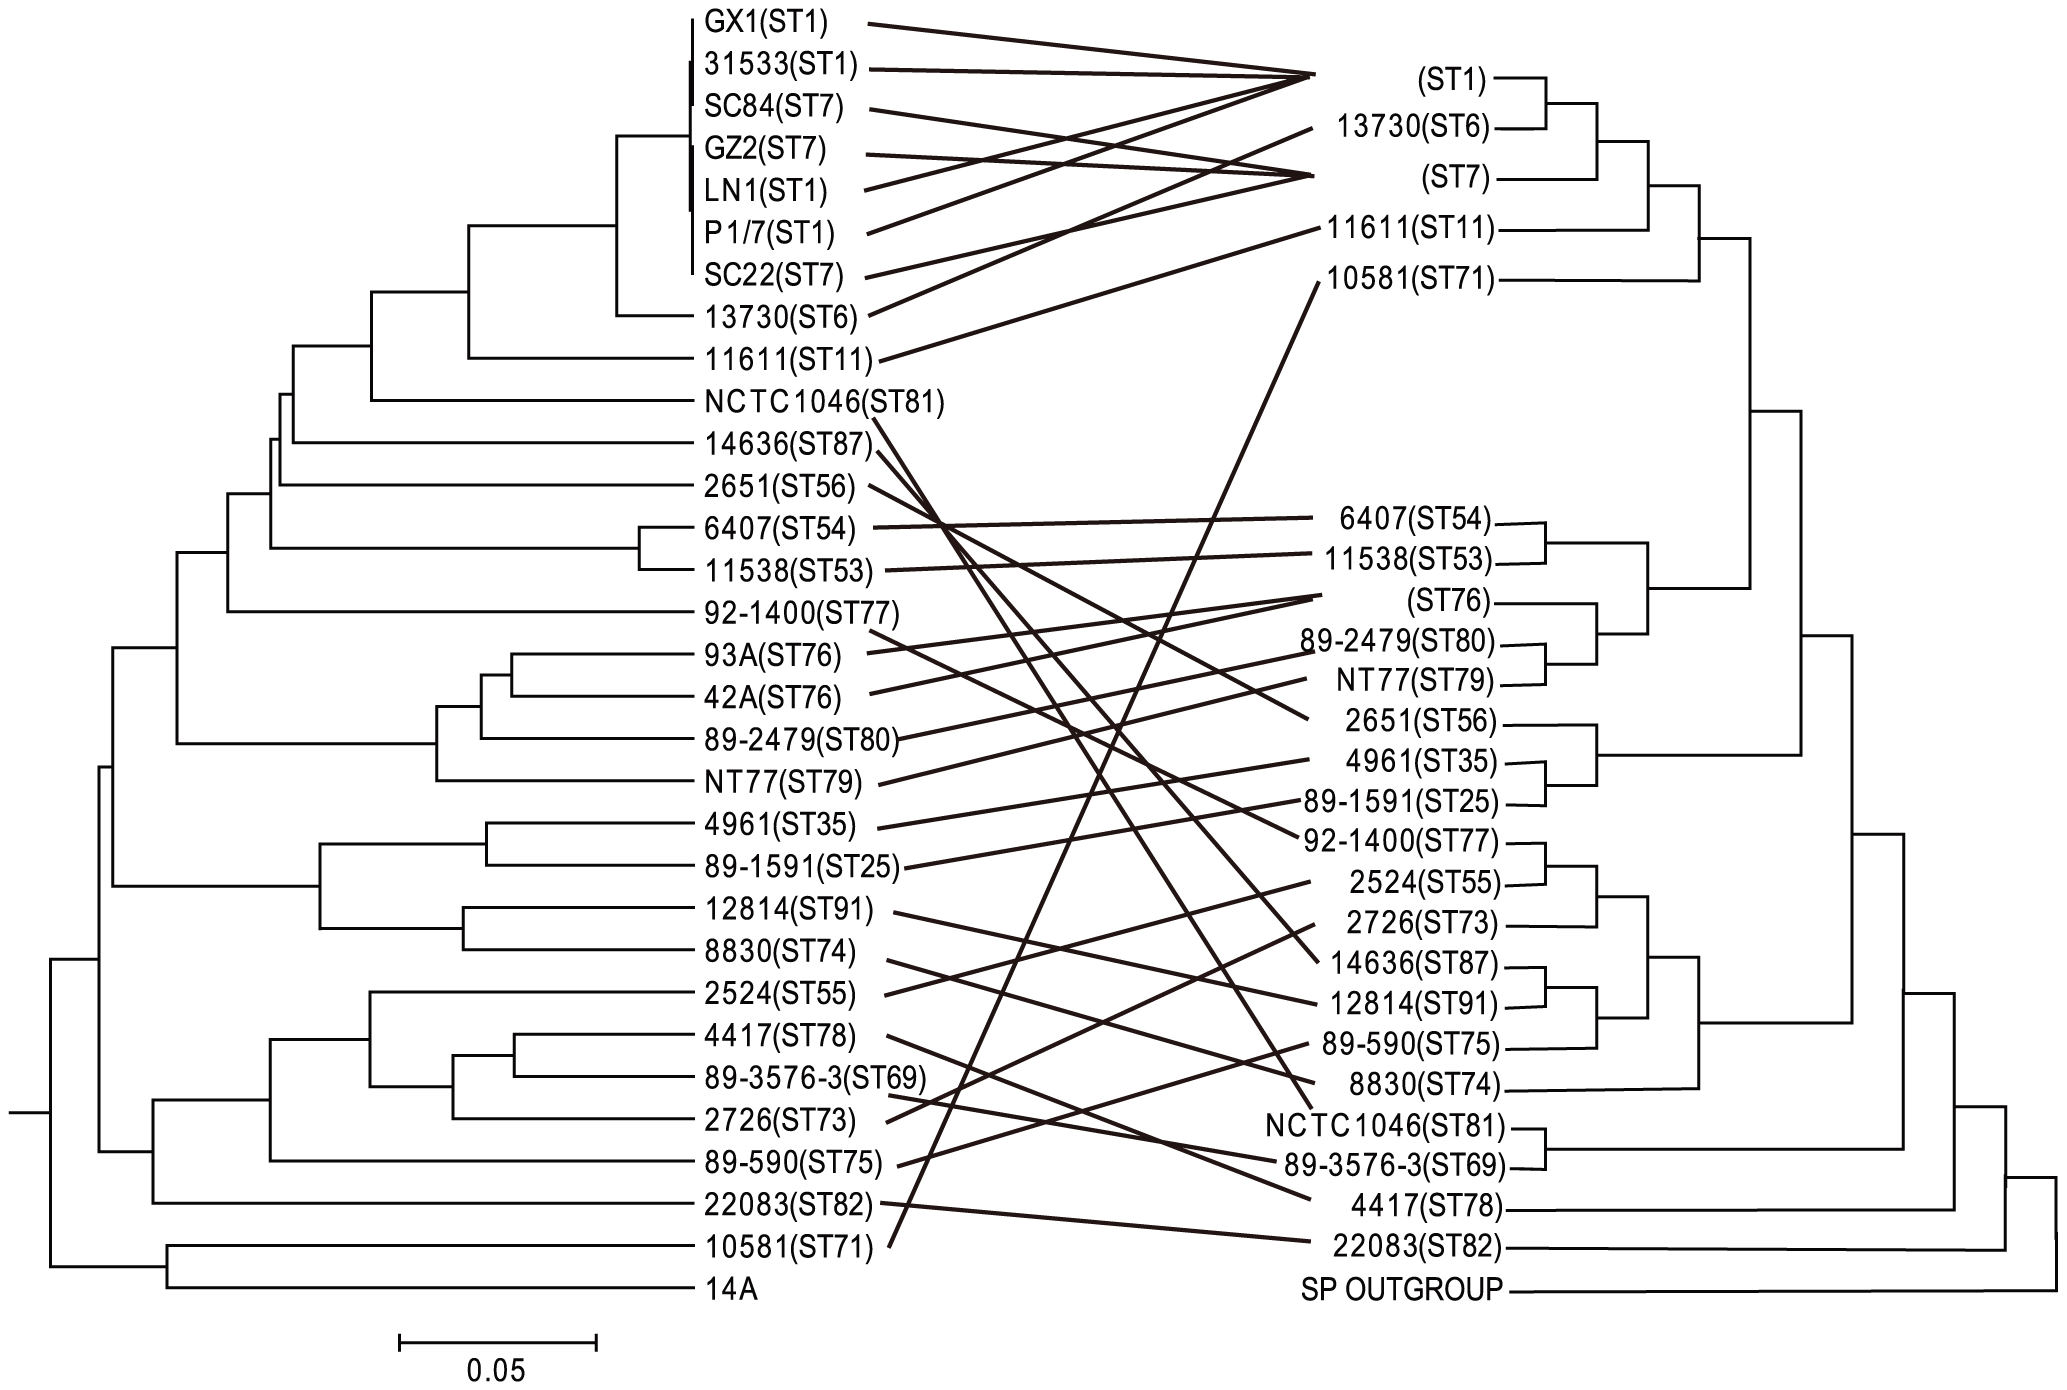 GX1(ST1)
31533(ST1)
SC84(ST7)
GZ2(ST7)
LN1(ST1)
P1/7(ST1)
SC22(ST7)
13730(ST6)
11611(ST11)
NCTC1046(ST81)
14636(ST87)
2651(ST56)
6407(ST54)
11538(ST53)
92-1400(ST77)
93A(ST76)
42A(ST76)
89-2479(ST80)
NT77(ST79)
4961(ST35)
89-1591(ST25)
12814(ST91)
8830(ST74)
2524(ST55)
4417(ST78)
89-3576-3(ST69)
2726(ST73)
89-590(ST75)
22083(ST82)
10581(ST71)
14A
0.05
(ST1)
13730(ST6)
(ST7)
11611(ST11)
10581(ST71)
6407(ST54)
11538(ST53)
(ST76)
89-2479(ST80)
NT77(ST79)
2651(ST56)
4961(ST35)
89-1591(ST25)
92-1400(ST77)
2524(ST55)
2726(ST73)
14636(ST87)
12814(ST91)
89-590(ST75)
8830(ST74)
NCTC1046(ST81)
89-3576-3(ST69)
4417(ST78)
22083(ST82)
SP OUTGROUP